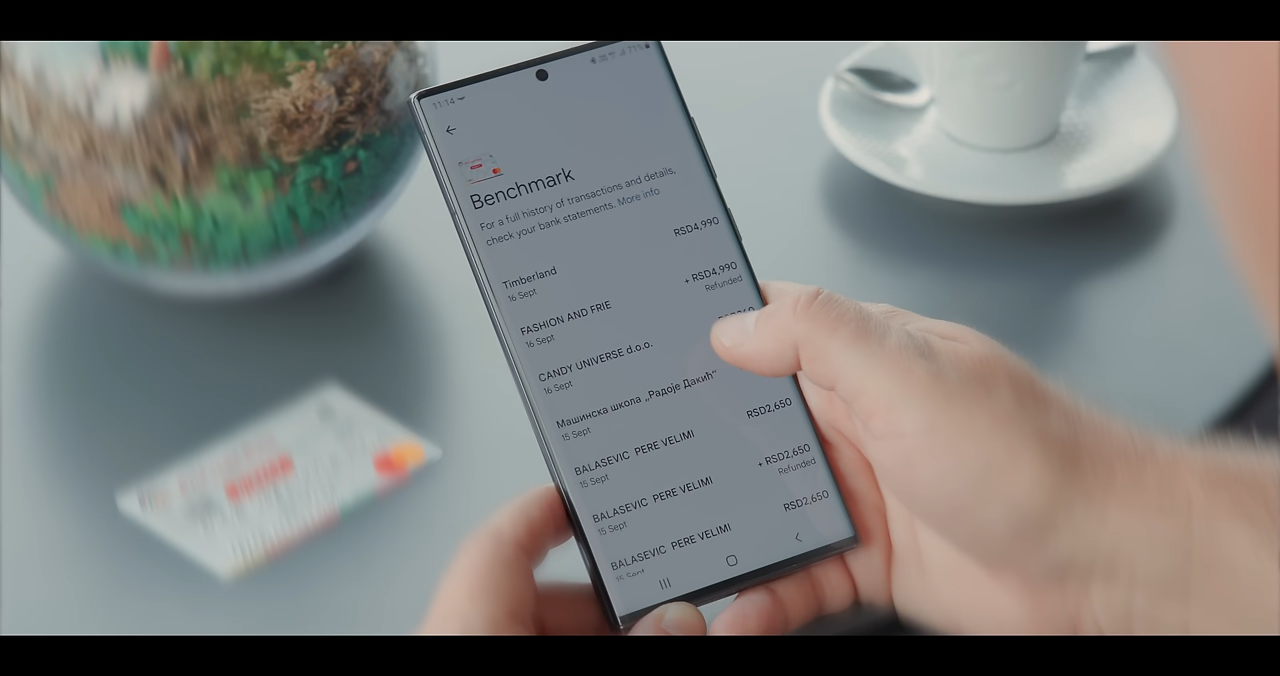 11:14
71%
Benchmark
For a full history of transactions and details,
check your bank statements. More info
Timberland
RSD4,990
16 Sept
FASHION AND FRIE
+ RSD4,990
16 Sept
Refunded
CANDY UNIVERSE d.o.o.
16 Sept
Машинска школа „Радоје Дакић“
15 Sept
BALASEVIC PERE VELIMI
RSD2,650
15 Sept
BALASEVIC PERE VELIMI
+ RSD2,650
15 Sept
Refunded
BALASEVIC PERE VELIMI
RSD2,650
15 Sept